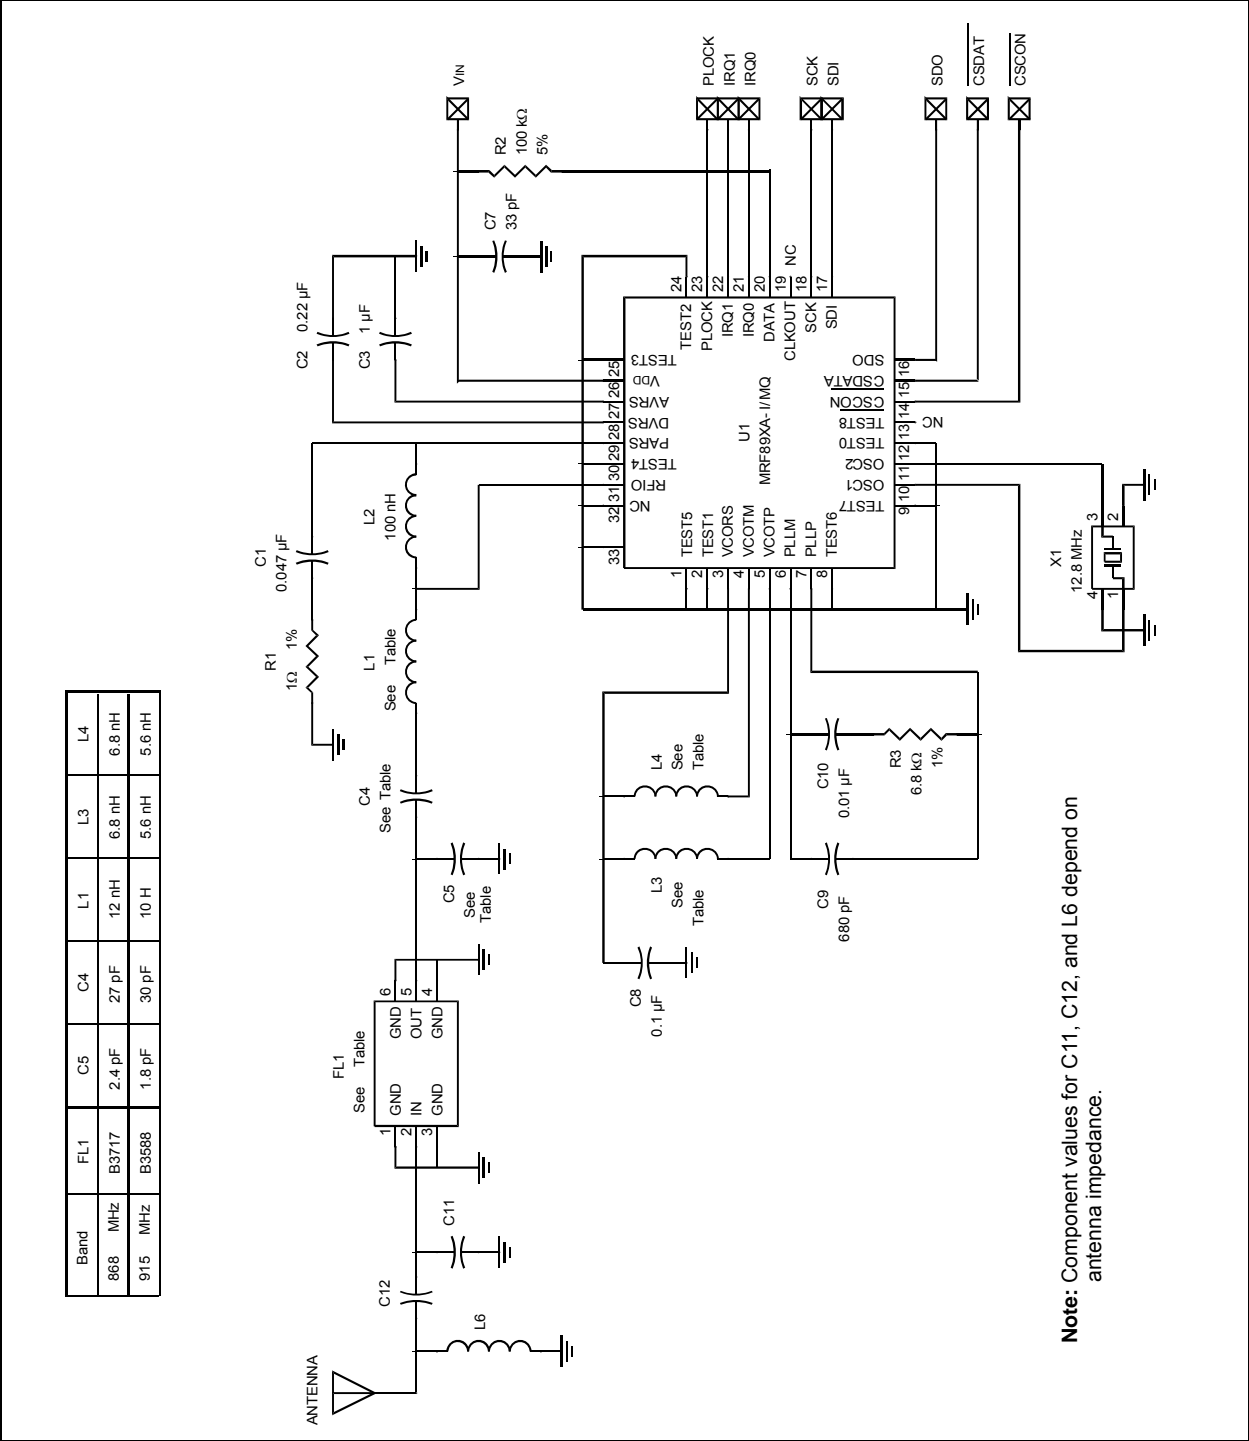 Band FL1 C5 C4 L1 L3 L4
868 MHz B3717 2.4 pF 27 pF 12 nH 6.8 nH 6.8 nH
915 MHz B3588 1.8 pF 30 pF 10 H 5.6 nH 5.6 nH
ANTENNA
L6
C12
C11
FL1
See Table
1
2
3
GND
IN
GND
GND
OUT
GND
6
5
4
C5
See
Table
C4
See Table
L1
See Table
L2
100 nH
R1
1Ω 1%
C1
0.047 µF
C2 0.22 µF
C3 1 µF
C7
33 pF
R2
100 kΩ
5%
VIN
PLOCK
IRQ1
IRQ0
SCK
SDI
SDO
CSDAT
CSCON
U1
MRF89XA-I/MQ
33
32 NC
31 RFIO
30 TEST4
29 PARS
28 DVRS
27 AVRS
26 VDD
25 TEST3
24 TEST2
23 PLOCK
22 IRQ1
21 IRQ0
20 DATA
19 CLKOUT
NC
18 SCK
17 SDI
1 TEST5
2 TEST1
3 VCORS
4 VCOTM
5 VCOTP
6 PLLM
7 PLLP
8 TEST6
9 TEST7
10 OSC1
11 OSC2
12 TEST0
13 TEST8
NC
14 CSCON
15 CSDATA
16 SDO
C8
0.1 µF
L3
See
Table
L4
See
Table
C9
680 pF
C10
0.01 µF
R3
6.8 kΩ
1%
X1
12.8 MHz
4
3
1
2
Note: Component values for C11, C12, and L6 depend on
antenna impedance.